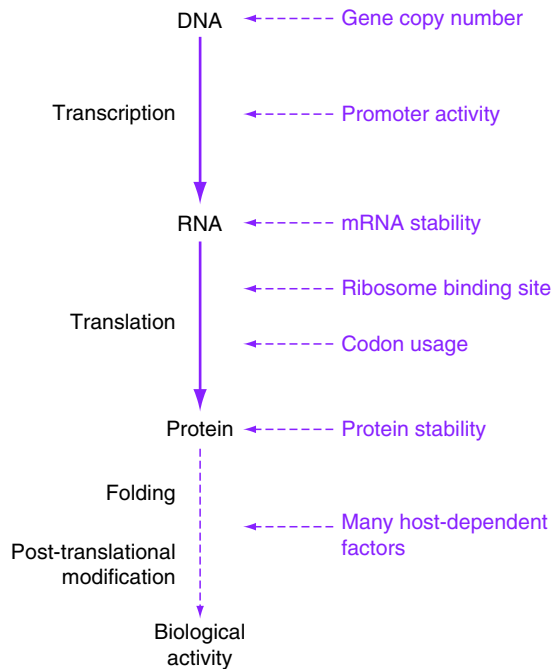 DNA
Gene copy number
Transcription
Promoter activity
RNA
mRNA stability
Ribosome binding site
Translation
Codon usage
Protein
Protein stability
Folding
Many host-dependent
factors
Post-translational
modification
Biological
activity